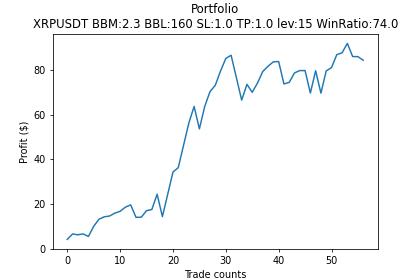 Portfolio
XRPUSDT BBM:2.3 BBL:160 SL:1.0 TP:1.0 lev:15 WinRatio:74.0
80
60
40
20
0
Profit ($)
0 10 20 30 40 50
Trade counts